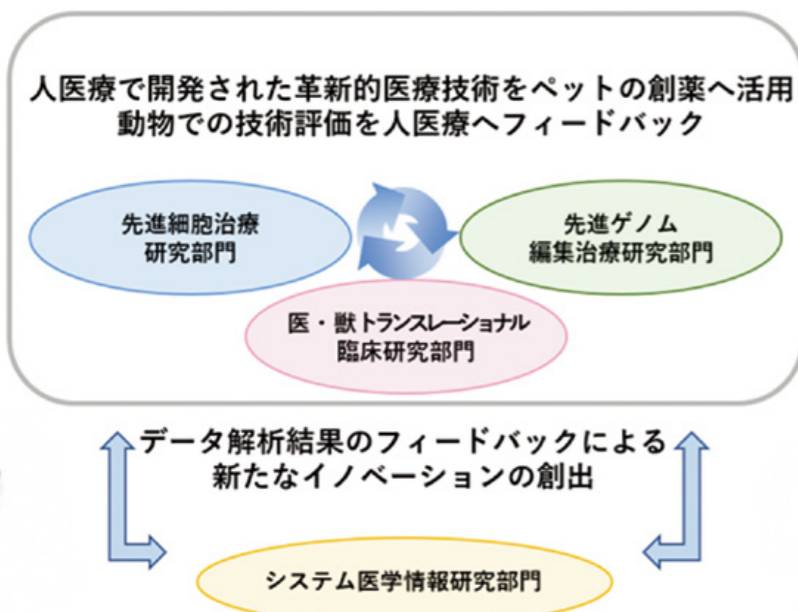 人医療で開発された革新的医療技術をペットの創薬へ活用
動物での技術評価を人医療へフィードバック
先進細胞治療
研究部門
先進ゲノム
編集治療研究部門
医・獣トランスレーショナル
臨床研究部門
データ解析結果のフィードバックによる
新たなイノベーションの創出
システム医学情報研究部門